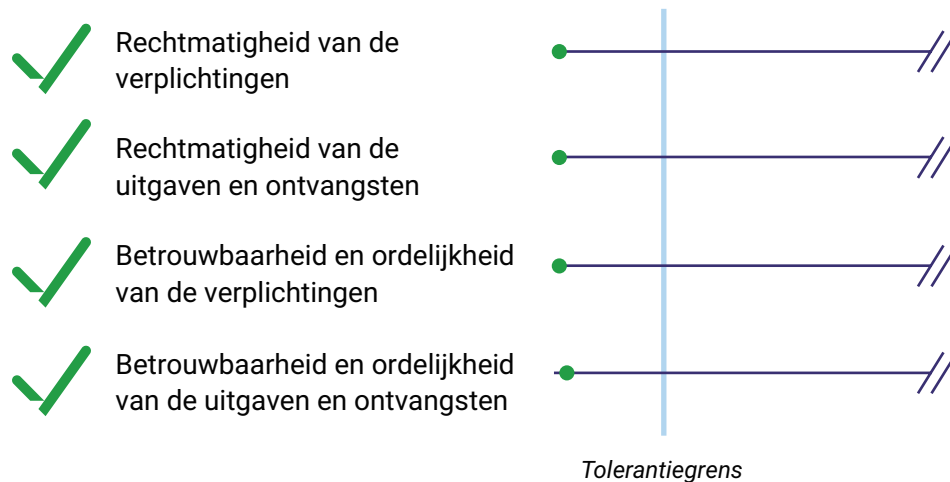 Rechtmatigheid van de
verplichtingen
Rechtmatigheid van de
uitgaven en ontvangsten
Betrouwbaarheid en ordelijkheid
van de verplichtingen
Betrouwbaarheid en ordelijkheid
van de uitgaven en ontvangsten
Tolerantiegrens